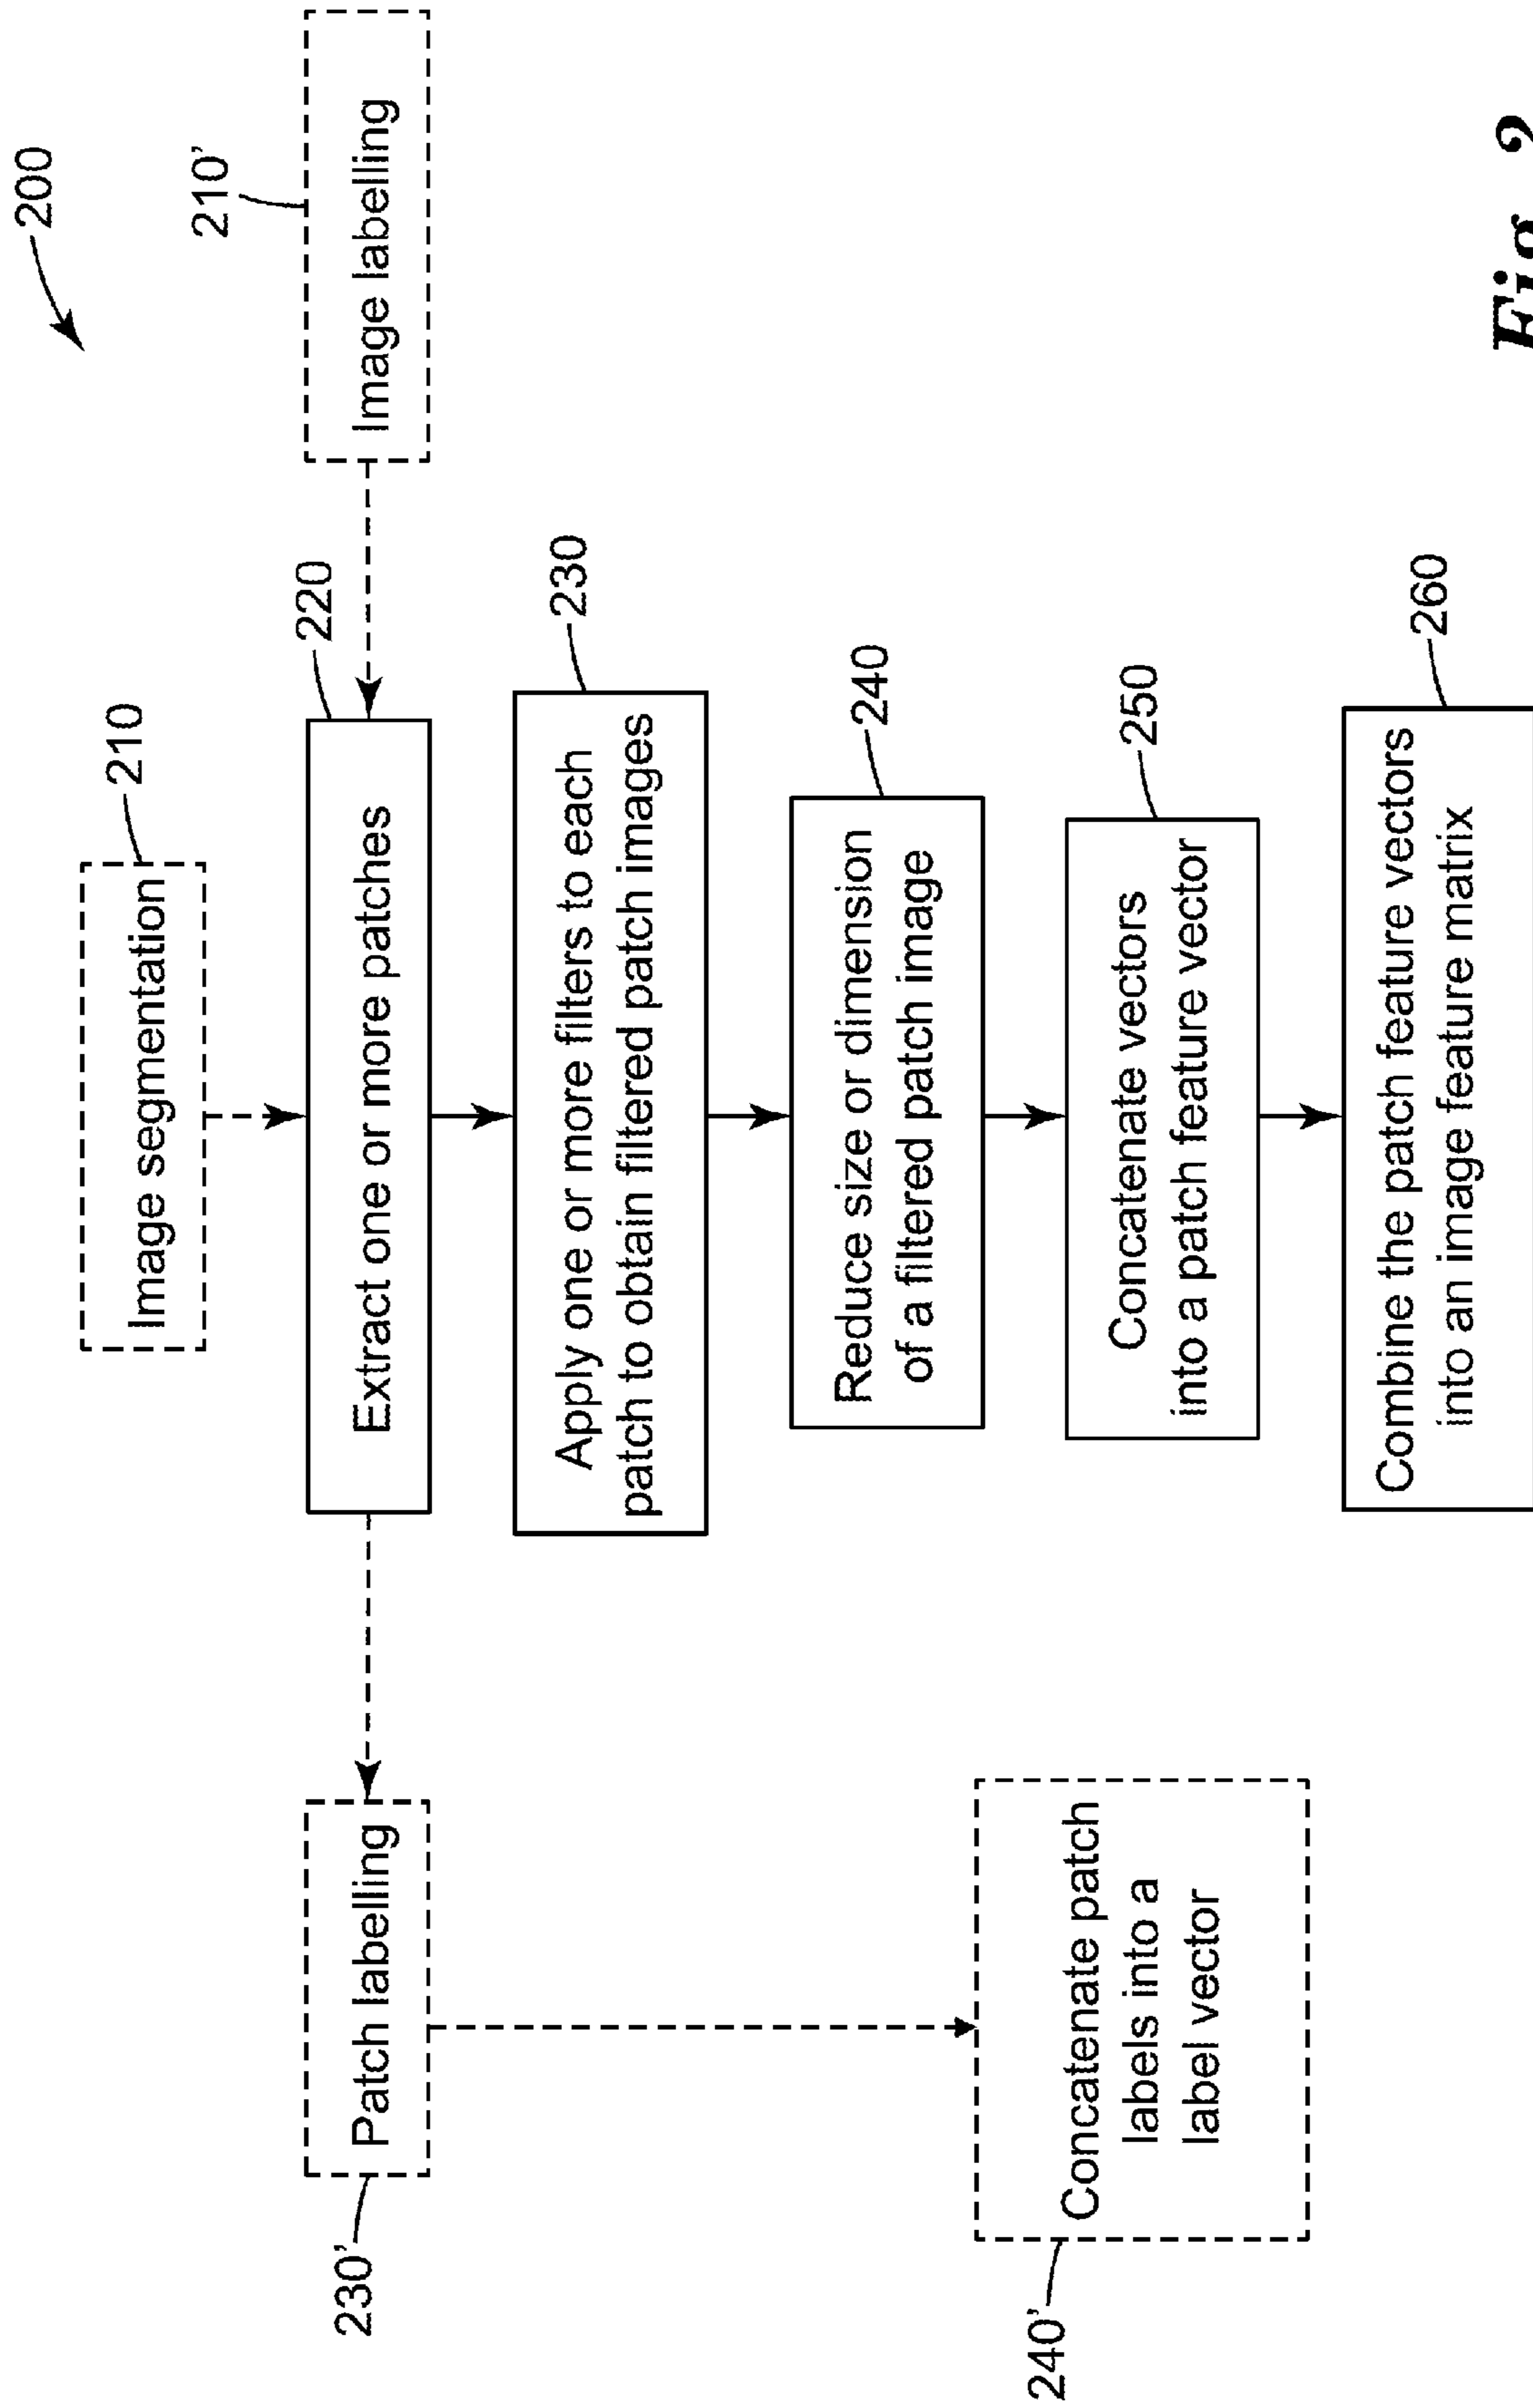 200
210
Image segmentation
210'
Image labelling
220
Extract one or more patches
230'
Patch labelling
230
Apply one or more filters to each
patch to obtain filtered patch images
240
Reduce size or dimension
of a filtered patch image
240'
Concatenate patch
labels into a
label vector
250
Concatenate vectors
into a patch feature vector
260
Combine the patch feature vectors
into an image feature matrix
Fig. 2